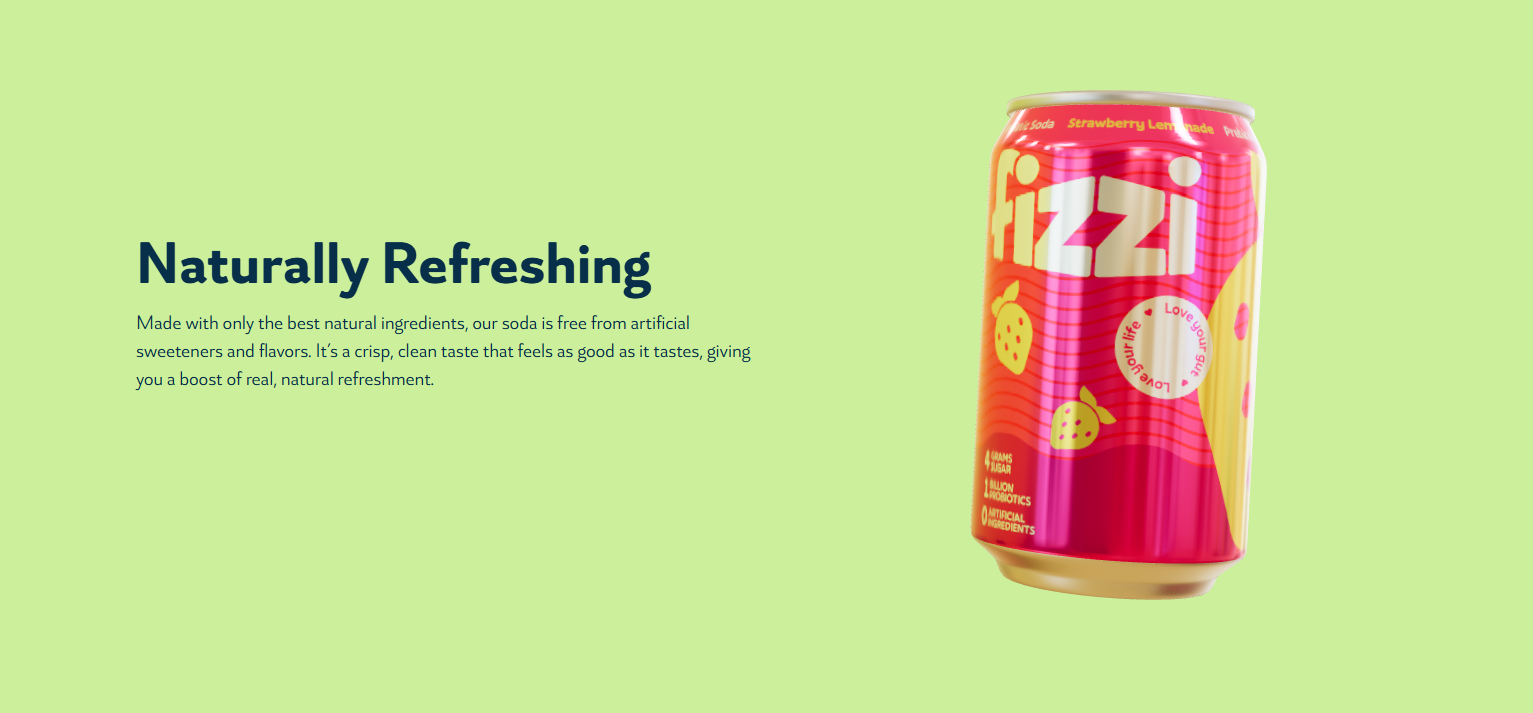 Naturally Refreshing
Made with only the best natural ingredients, our soda is free from artificial
sweeteners and flavors. It's a crisp, clean taste that feels as good as it tastes, giving
you a boost of real, natural refreshment.
Soda Strawberry Lemonade
fizzi
Love your gut ♥ Love your life ♥
4 GRAMS
SUGAR
1 BILLION
PROBIOTICS
0 ARTIFICIAL
INGREDIENTS